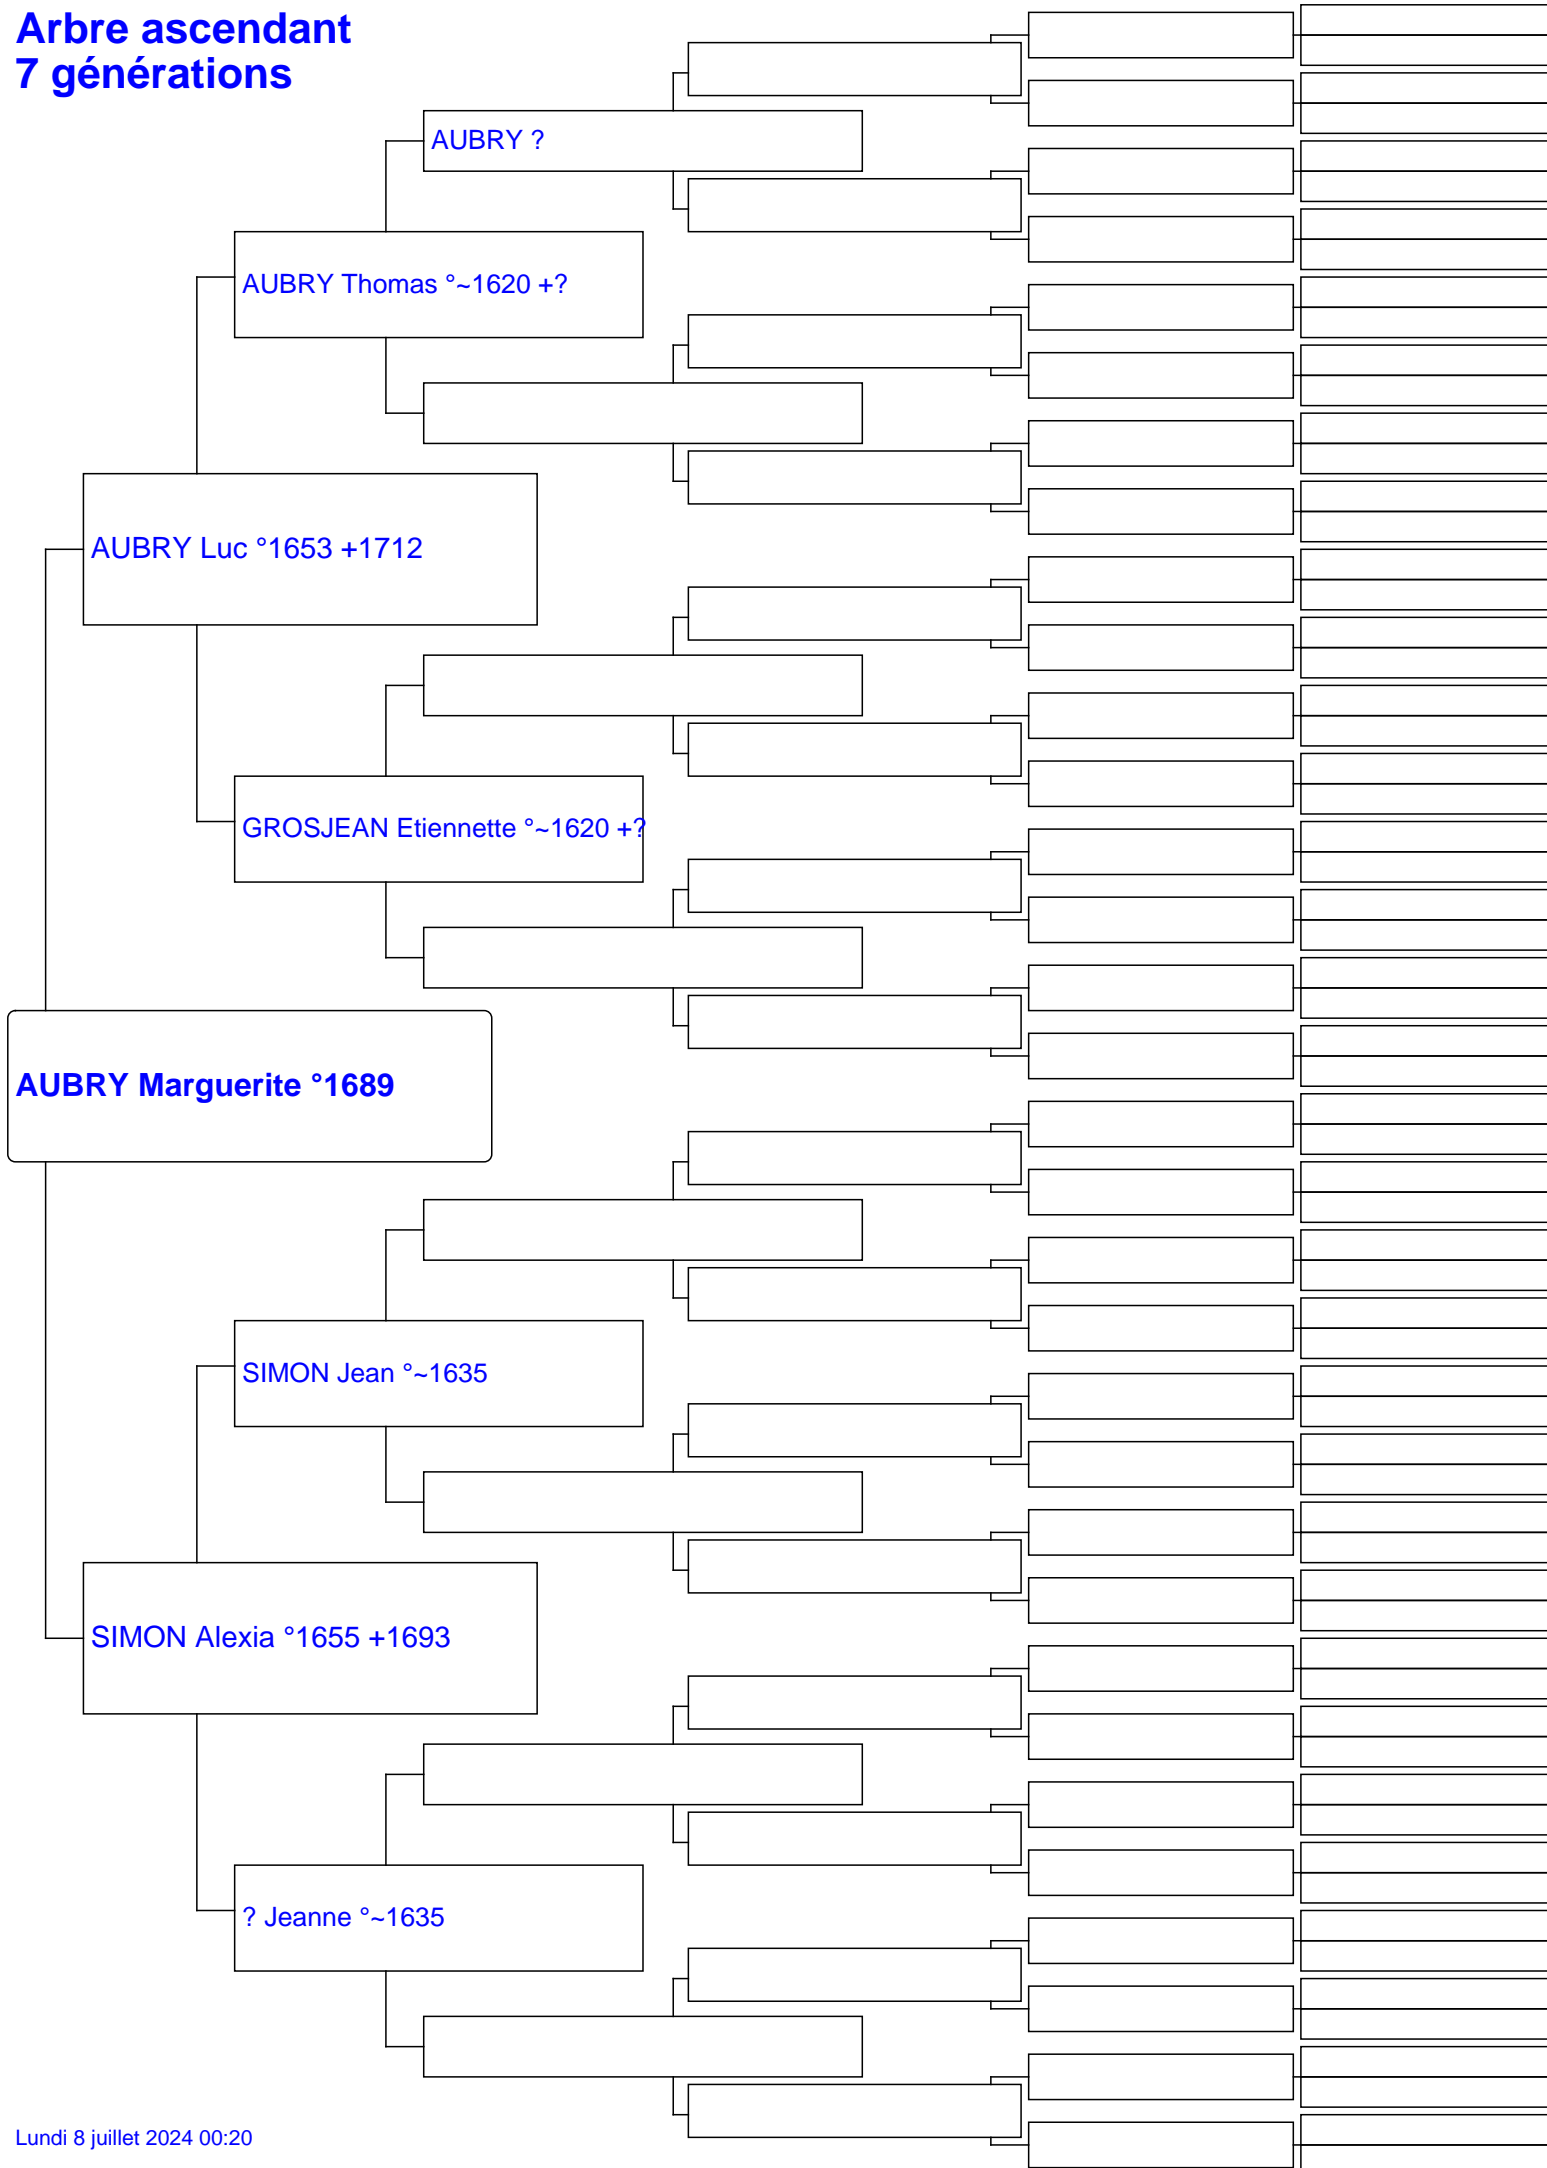 Arbre ascendant
7 générations
AUBRY ?
AUBRY Thomas °~1620 +?
AUBRY Luc °1653 +1712
GROSJEAN Etiennette °~1620 +?
AUBRY Marguerite °1689
SIMON Jean °~1635
SIMON Alexia °1655 +1693
? Jeanne °~1635
Lundi 8 juillet 2024 00:20